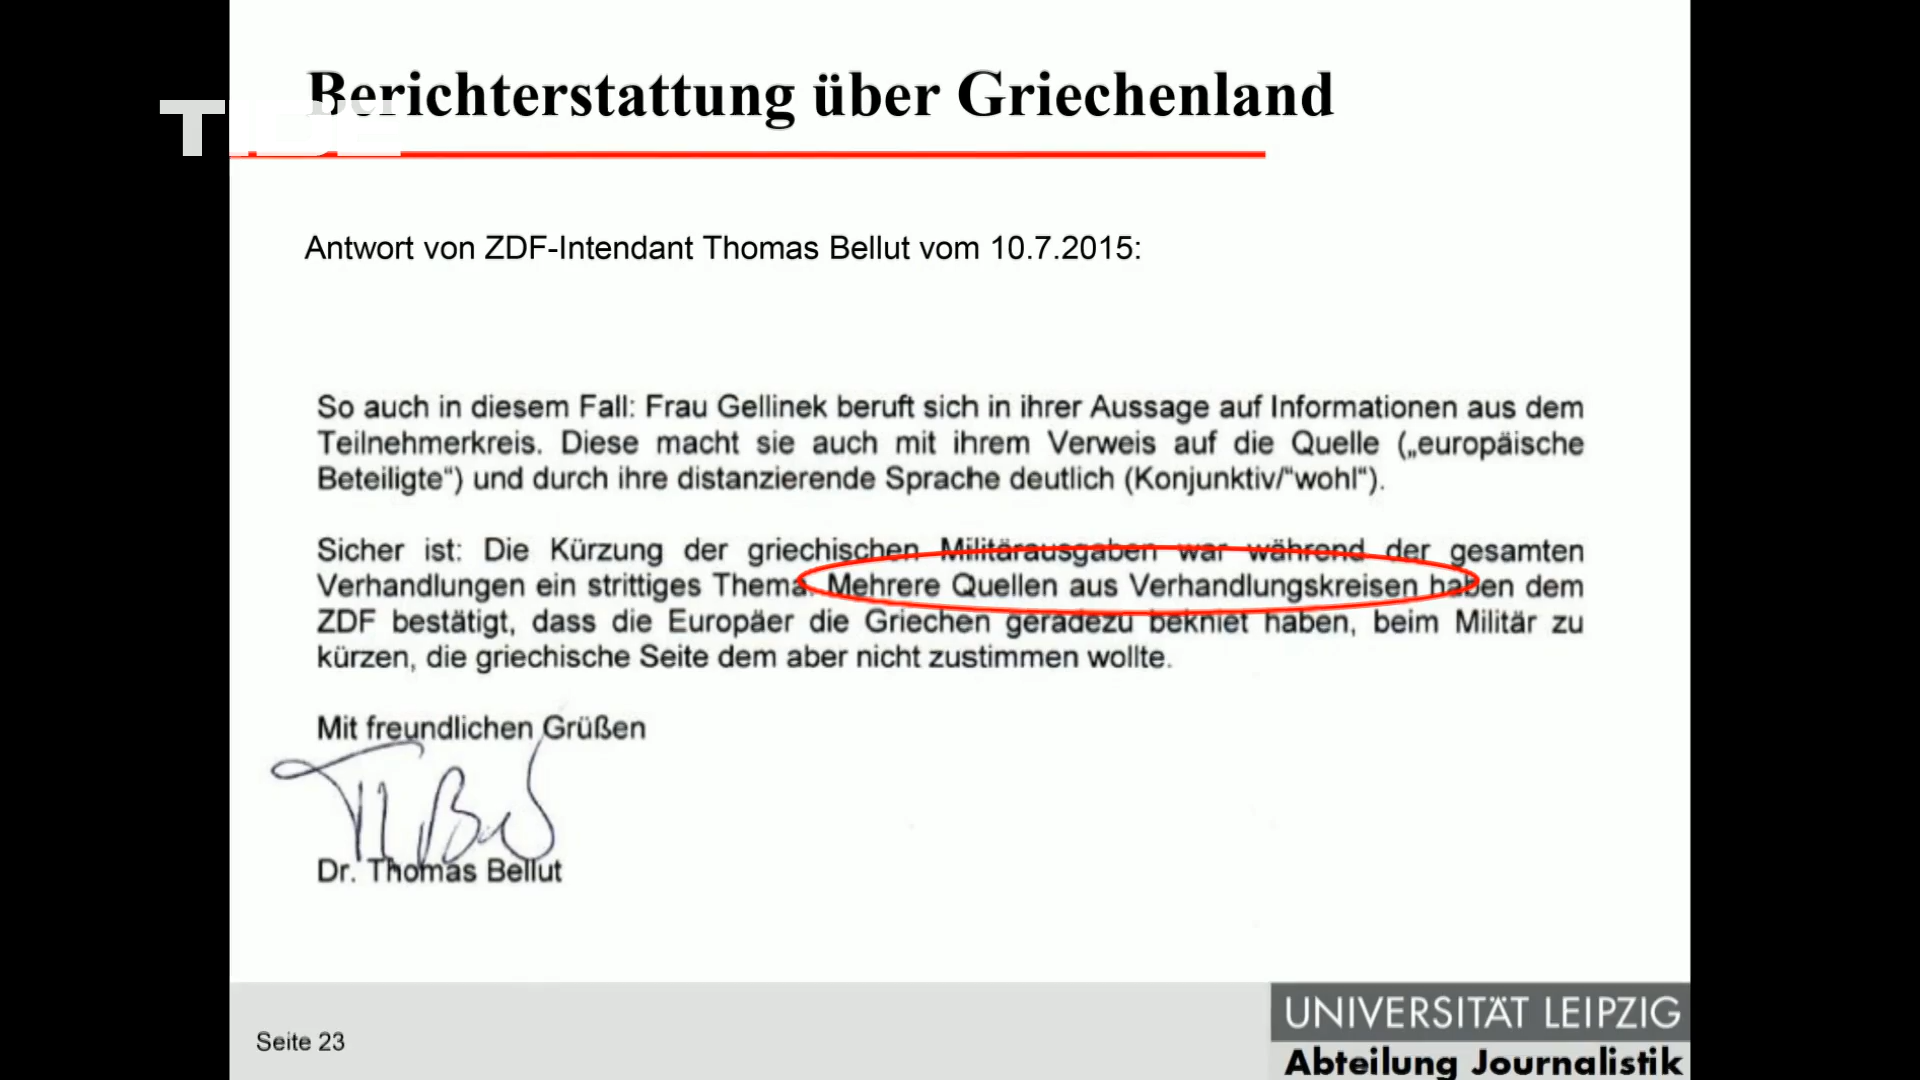 Berichterstattung über Griechenland
Antwort von ZDF-Intendant Thomas Bellut vom 10.7.2015:
So auch in diesem Fall: Frau Gellinek beruft sich in ihrer Aussage auf Informationen aus dem
Teilnehmerkreis. Diese macht sie auch mit ihrem Verweis auf die Quelle („europäische
Beteiligte“) und durch ihre distanzierende Sprache deutlich (Konjunktiv/“wohl“).
Sicher ist: Die Kürzung der griechischen Militärausgaben war während der gesamten
Verhandlungen ein strittiges Thema. Mehrere Quellen aus Verhandlungskreisen haben dem
ZDF bestätigt, dass die Europäer die Griechen geradezu bekniet haben, beim Militär zu
kürzen, die griechische Seite dem aber nicht zustimmen wollte.
Mit freundlichen Grüßen
Dr. Thomas Bellut
Seite 23
UNIVERSITÄT LEIPZIG
Abteilung Journalistik